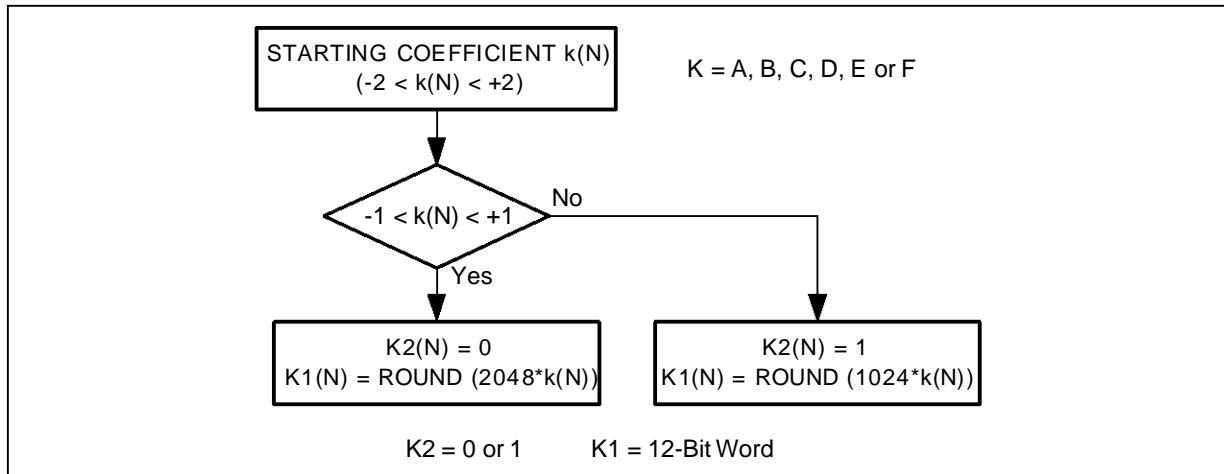 STARTING COEFFICIENT k(N)
(-2 < k(N) < +2)
K = A, B, C, D, E or F
-1 < k(N) < +1
No
Yes
K2(N) = 0
K1(N) = ROUND (2048*k(N))
K2(N) = 1
K1(N) = ROUND (1024*k(N))
K2 = 0 or 1 K1 = 12-Bit Word